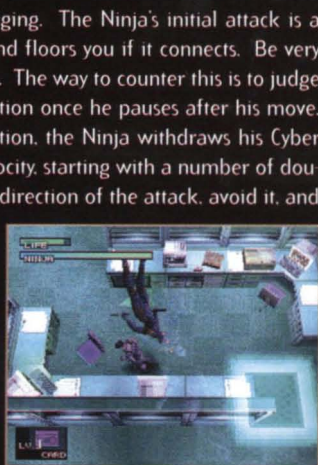 ging. The Ninja's initial attack is a
nd floors you if it connects. Be very
. The way to counter this is to judge
tion once he pauses after his move.
tion, the Ninja withdraws his Cyber
ocity, starting with a number of dou-
direction of the attack, avoid it, and
LIFE
NINJA
LV.1
CARD